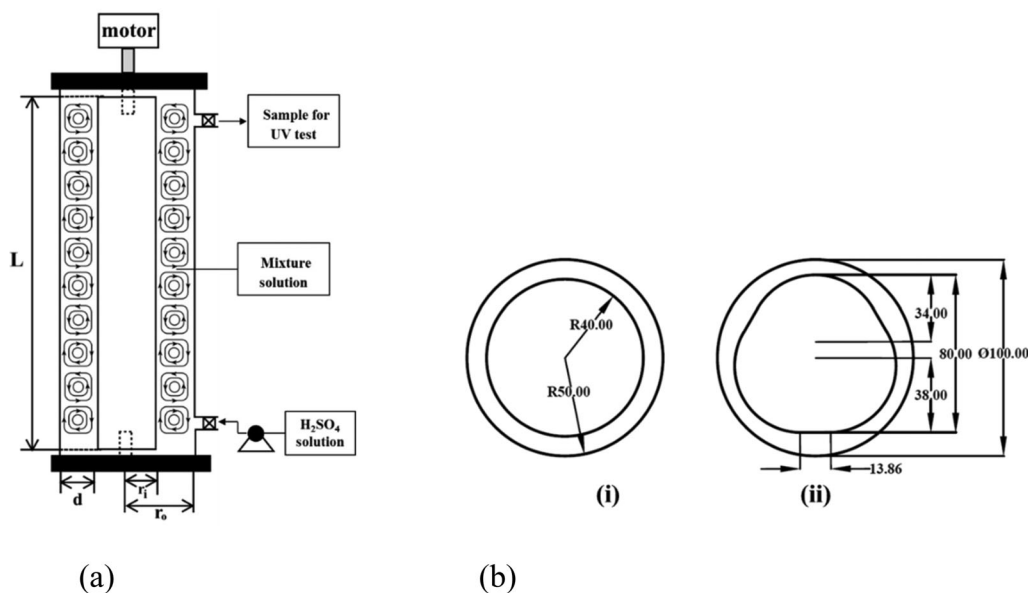 motor
Sample for
UV test
L
Mixture
solution
H₂SO₄
solution
d
rᵢ
rₒ
(a)
R40.00
R50.00
(i)
34.00
80.00
Ø100.00
38.00
13.86
(ii)
(b)